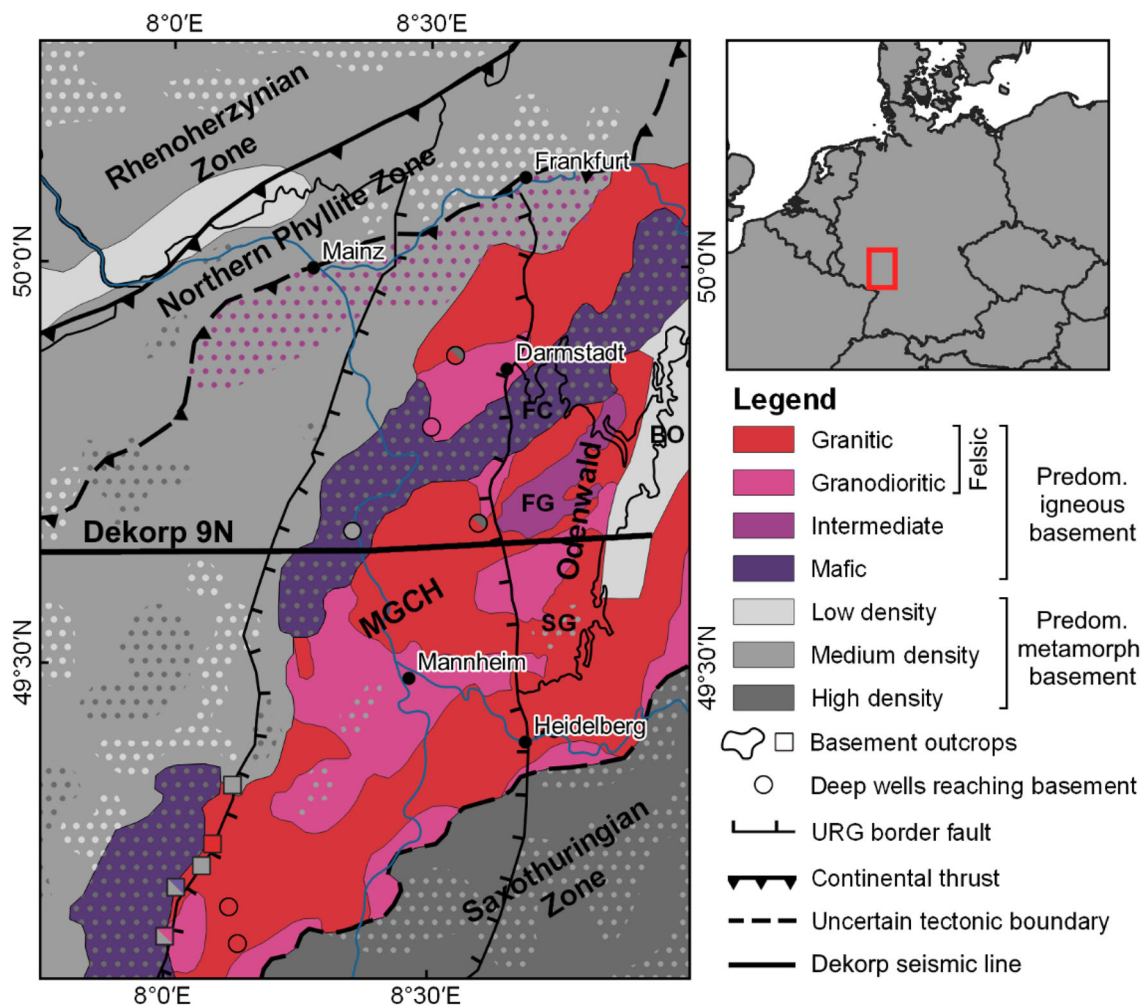 8°0′E
8°30′E
Rhenoherzynian
Zone
Northern Phyllite Zone
Frankfurt
Mainz
50°0′N
50°0′N
Darmstadt
FC
BO
Odenwald
FG
Dekorp 9N
MGCH
SG
49°30′N
49°30′N
Mannheim
Heidelberg
Saxothuringian
Zone
8°0′E
8°30′E
Legend
Granitic
Granodioritic
Felsic
Intermediate
Mafic
Predom.
igneous
basement
Low density
Medium density
High density
Predom.
metamorph
basement
Basement outcrops
Deep wells reaching basement
URG border fault
Continental thrust
Uncertain tectonic boundary
Dekorp seismic line